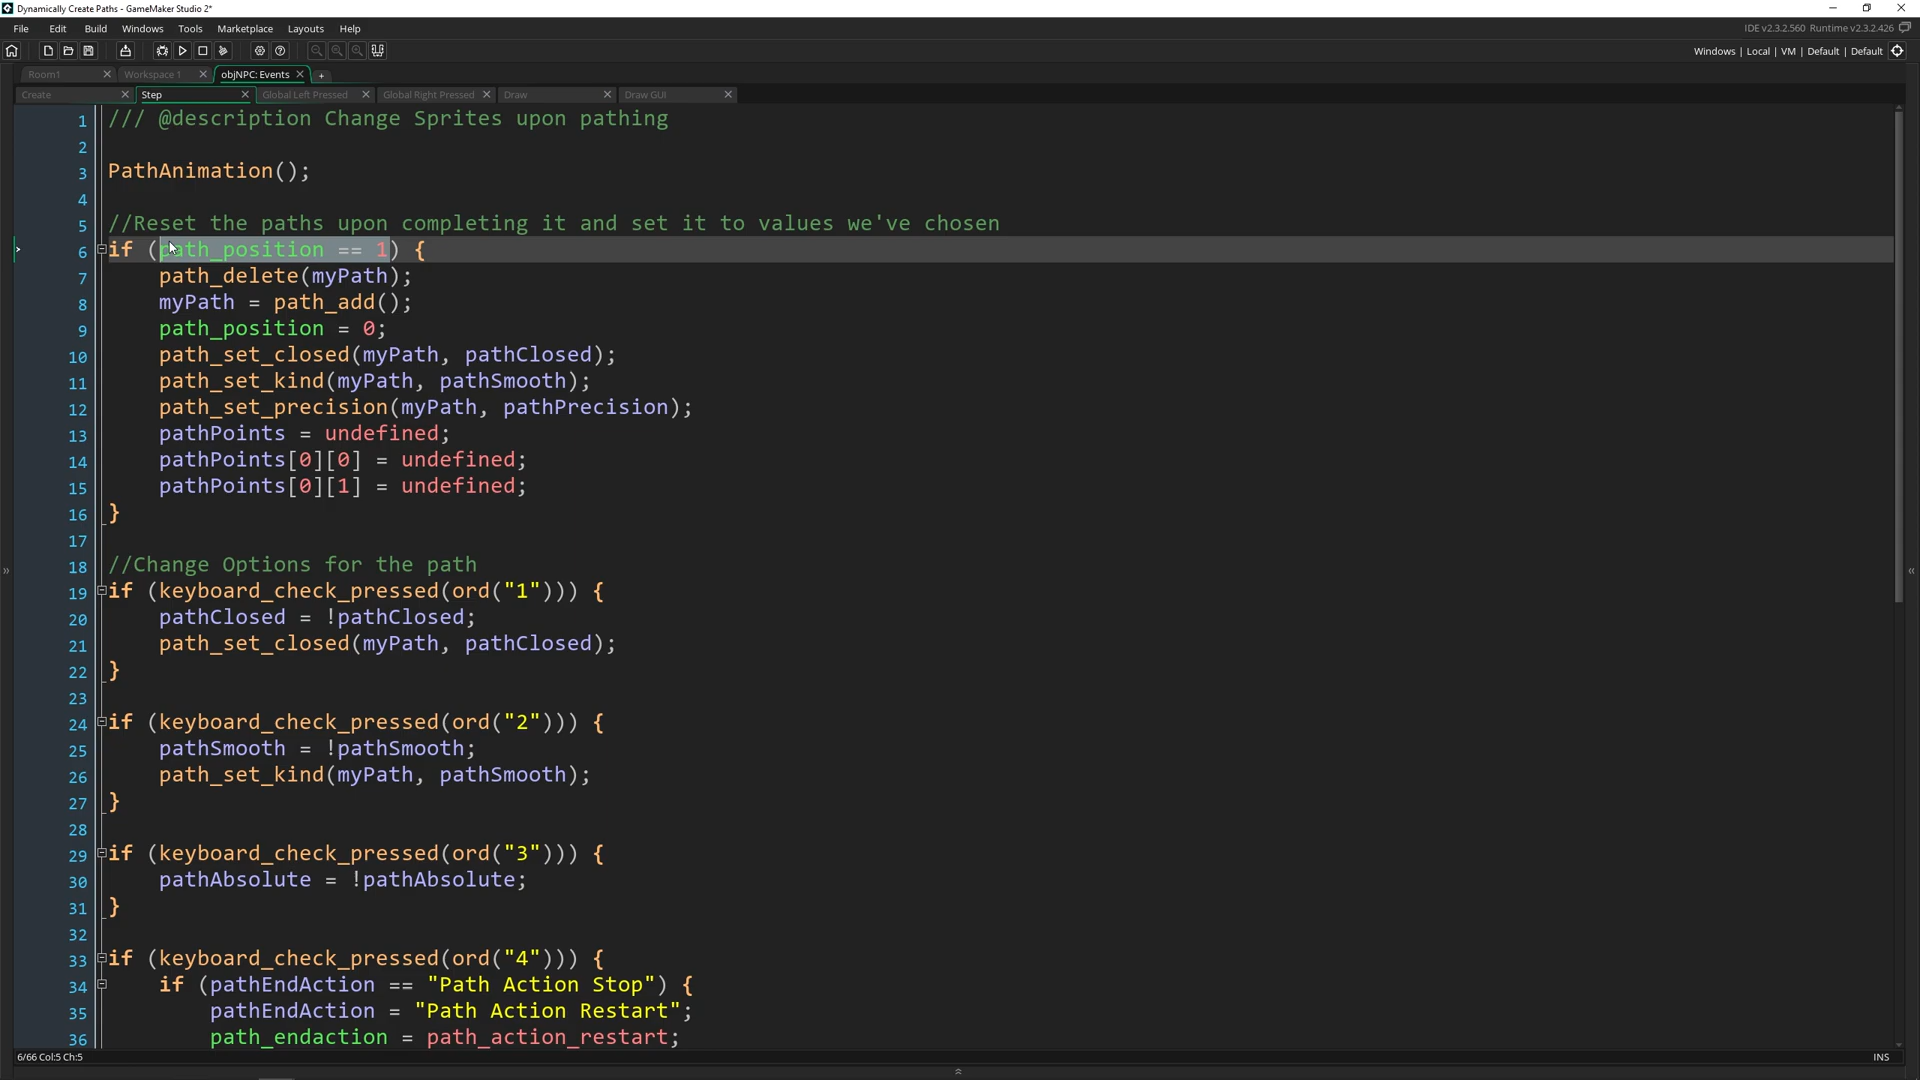 Dynamically Create Paths - GameMaker Studio 2*
File Edit Build Windows Tools Marketplace Layouts Help
IDE v2.3.2.560 Runtime v2.3.2.426
Windows | Local | VM | Default | Default
Room1 Workspace 1 objNPC: Events
Create Step Global Left Pressed Global Right Pressed Draw Draw GUI
1 /// @description Change Sprites upon pathing
2
3 PathAnimation();
4
5 //Reset the paths upon completing it and set it to values we've chosen
6 if (path_position == 1) {
7 path_delete(myPath);
8 myPath = path_add();
9 path_position = 0;
10 path_set_closed(myPath, pathClosed);
11 path_set_kind(myPath, pathSmooth);
12 path_set_precision(myPath, pathPrecision);
13 pathPoints = undefined;
14 pathPoints[0][0] = undefined;
15 pathPoints[0][1] = undefined;
16 }
17
18 //Change Options for the path
19 if (keyboard_check_pressed(ord("1"))) {
20 pathClosed = !pathClosed;
21 path_set_closed(myPath, pathClosed);
22 }
23
24 if (keyboard_check_pressed(ord("2"))) {
25 pathSmooth = !pathSmooth;
26 path_set_kind(myPath, pathSmooth);
27 }
28
29 if (keyboard_check_pressed(ord("3"))) {
30 pathAbsolute = !pathAbsolute;
31 }
32
33 if (keyboard_check_pressed(ord("4"))) {
34 if (pathEndAction == "Path Action Stop") {
35 pathEndAction = "Path Action Restart";
36 path_endaction = path_action_restart;
6/66 Col:5 Ch:5
INS